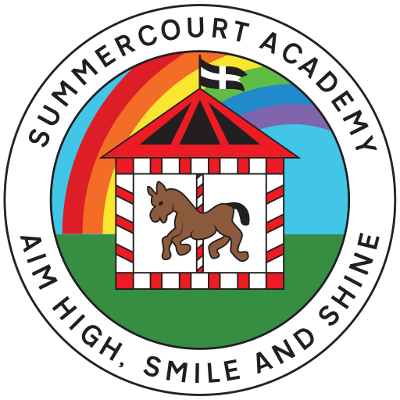 SUMMERCOURT ACADEMY
AIM HIGH, SMILE AND SHINE